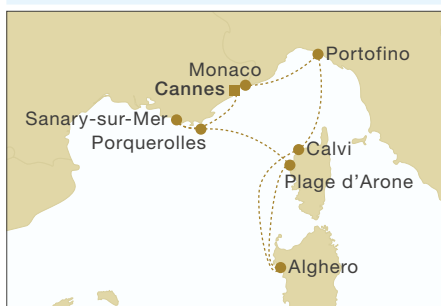 Portofino
Monaco
Cannes
Sanary-sur-Mer
Porquerolles
Calvi
Plage d'Arone
Alghero